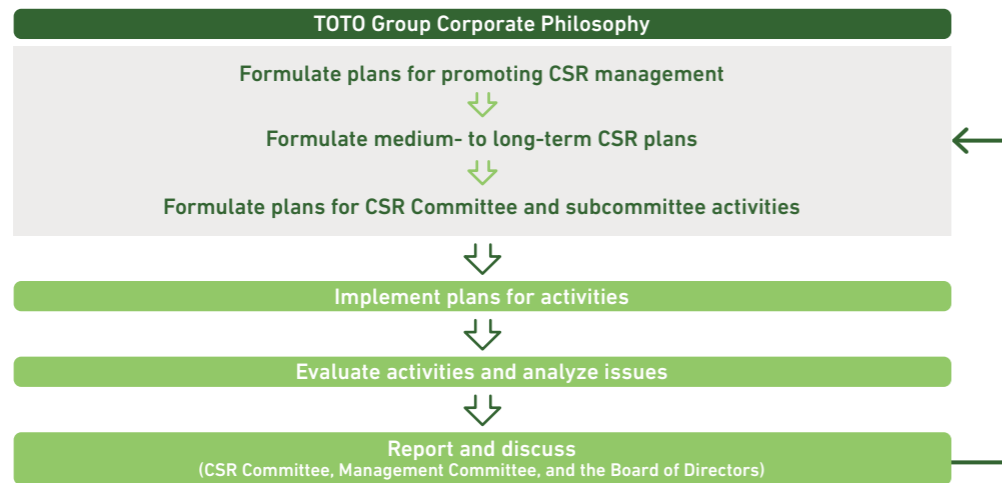 TOTO Group Corporate Philosophy
Formulate plans for promoting CSR management
Formulate medium- to long-term CSR plans
Formulate plans for CSR Committee and subcommittee activities
Implement plans for activities
Evaluate activities and analyze issues
Report and discuss
(CSR Committee, Management Committee, and the Board of Directors)